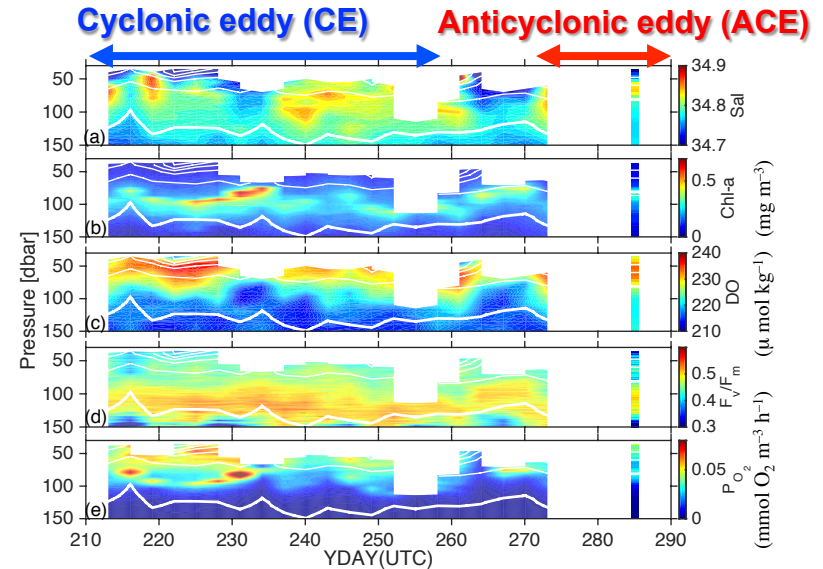 Cyclonic eddy (CE) Anticyclonic eddy (ACE)
Pressure [dbar]
50
100
150
(a)
34.9
34.8
34.7
Sal
50
100
150
(b)
0.5
0
Chl-a
(mg m⁻³)
50
100
150
(c)
240
230
220
210
DO
(μ mol kg⁻¹)
50
100
150
(d)
0.5
0.4
0.3
Fᵥ/Fₘ
50
100
150
(e)
0.05
0
P O₂
(mmol O₂ m⁻³ h⁻¹)
210 220 230 240 250 260 270 280 290
YDAY(UTC)